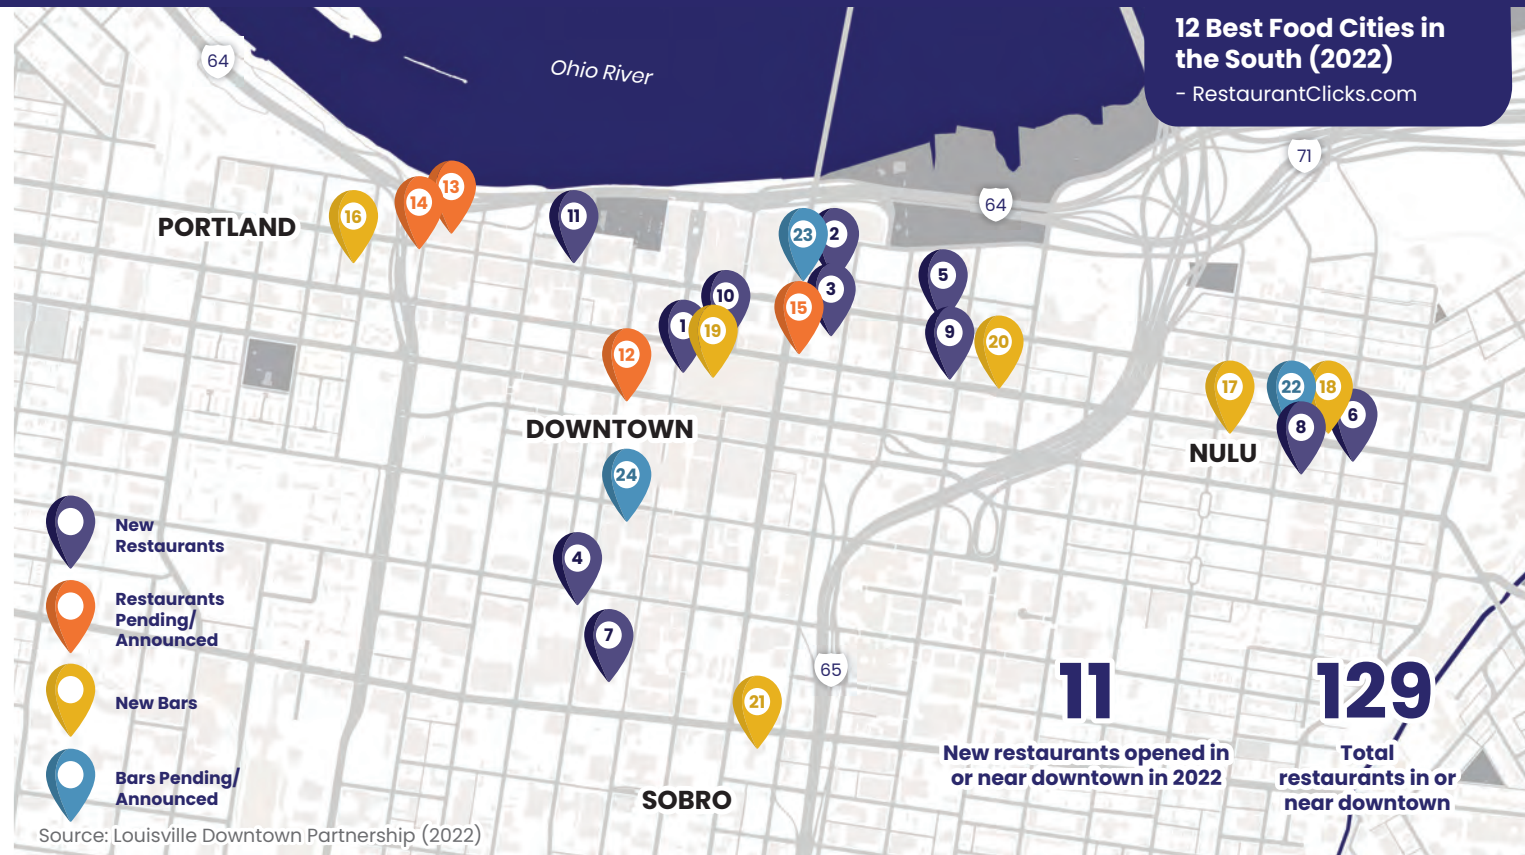 12 Best Food Cities in
the South (2022)
- RestaurantClicks.com
Ohio River
64
71
64
PORTLAND
16
14
13
11
23
2
5
3
10
15
1
19
9
20
12
DOWNTOWN
17
22
18
6
8
NULU
24
4
7
65
21
SOBRO
New
Restaurants
Restaurants
Pending/
Announced
New Bars
Bars Pending/
Announced
11
New restaurants opened in
or near downtown in 2022
129
Total
restaurants in or
near downtown
Source: Louisville Downtown Partnership (2022)